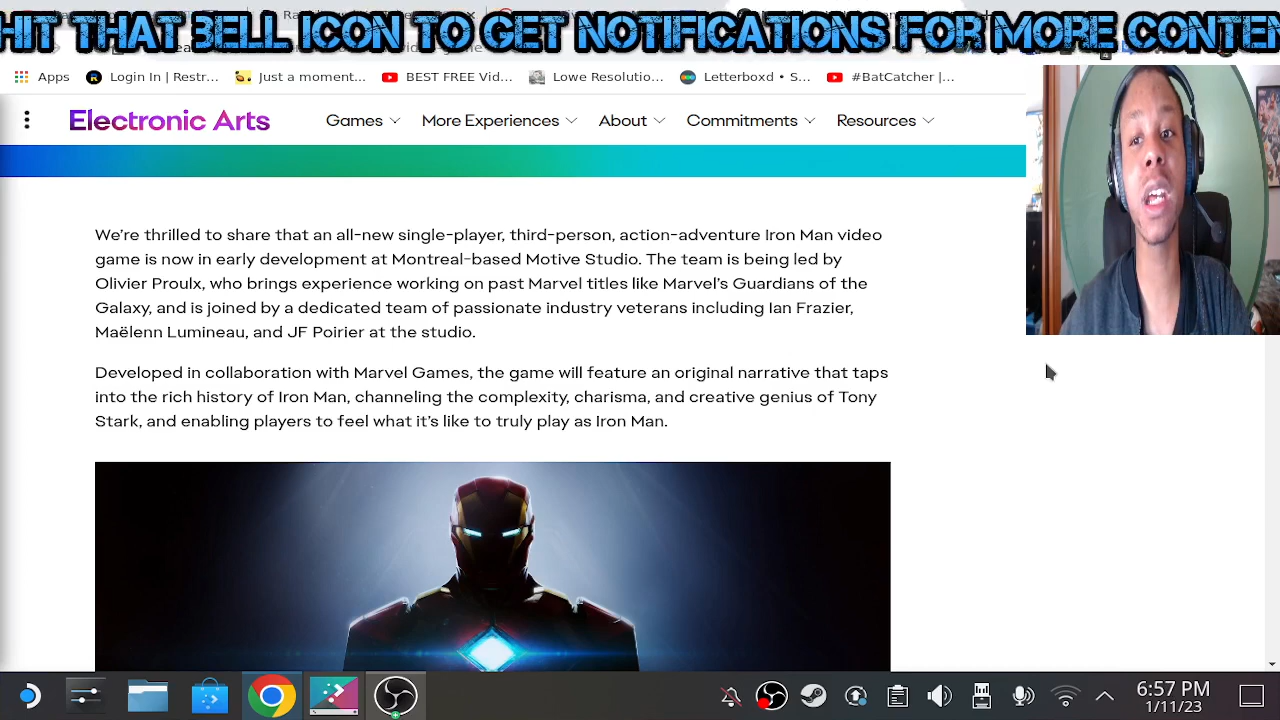 HIT THAT BELL ICON TO GET NOTIFICATIONS FOR MORE CONTEN
Apps Login In | Restr... Just a moment... BEST FREE Vid... Lowe Resolutio... Letterboxd • S... #BatCatcher |...
Electronic Arts Games More Experiences About Commitments Resources
We're thrilled to share that an all-new single-player, third-person, action-adventure Iron Man video
game is now in early development at Montreal-based Motive Studio. The team is being led by
Olivier Proulx, who brings experience working on past Marvel titles like Marvel's Guardians of the
Galaxy, and is joined by a dedicated team of passionate industry veterans including Ian Frazier,
Maëlenn Lumineau, and JF Poirier at the studio.
Developed in collaboration with Marvel Games, the game will feature an original narrative that taps
into the rich history of Iron Man, channeling the complexity, charisma, and creative genius of Tony
Stark, and enabling players to feel what it's like to truly play as Iron Man.
6:57 PM
1/11/23